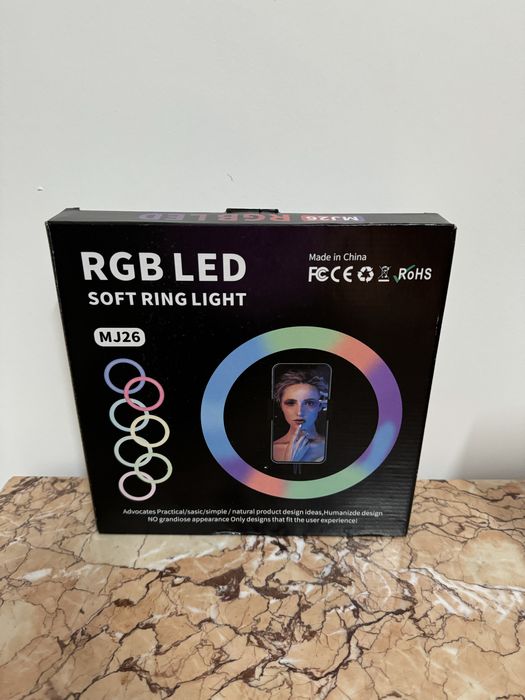 MJ26 RGB LED
RGB LED
SOFT RING LIGHT
Made in China
FC CE RoHS
MJ26
Advocates Practical/sasic/simple / natural product design ideas,Humanizde design
NO grandiose appearance Only designs that fit the user experience!